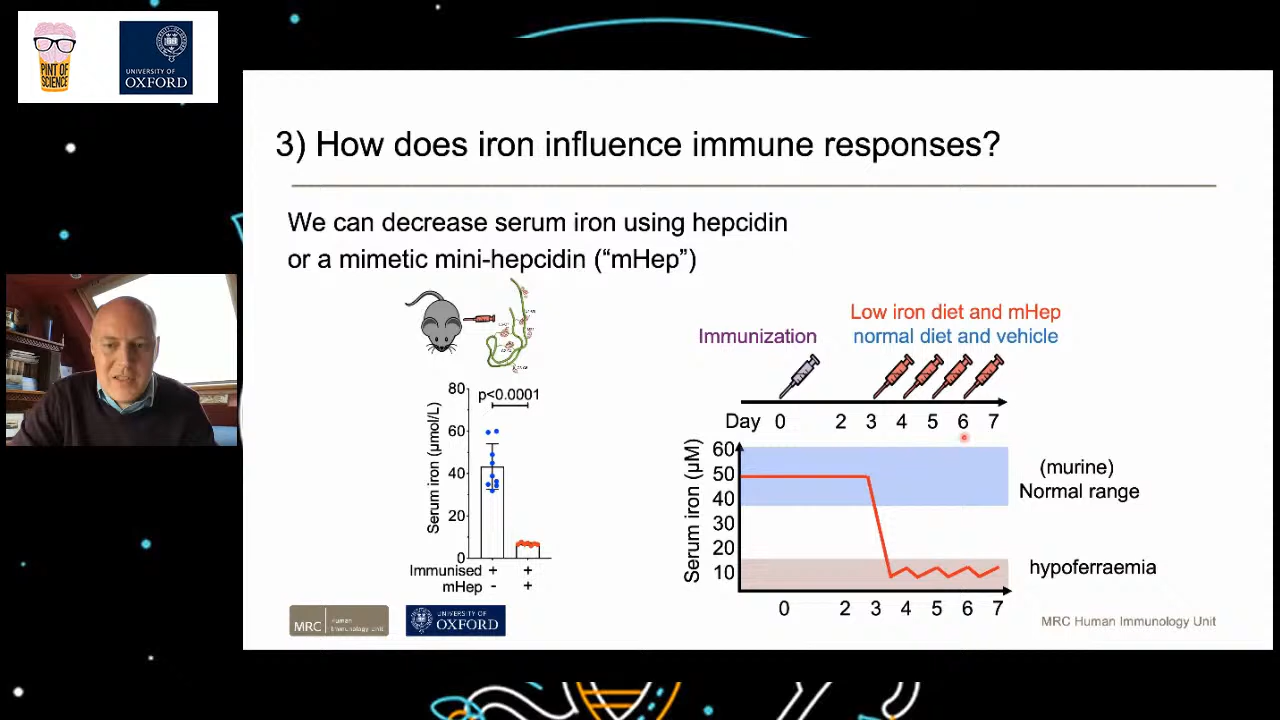 PINT OF
SCIENCE
UNIVERSITY OF
OXFORD
3) How does iron influence immune responses?
We can decrease serum iron using hepcidin
or a mimetic mini-hepcidin (“mHep”)
Low iron diet and mHep
Immunization normal diet and vehicle
Day 0 2 3 4 5 6 7
80
p<0.0001
60
40
20
0
Serum iron (µmol/L)
Immunised + +
mHep - +
60
50
40
30
20
10
Serum iron (µM)
(murine)
Normal range
hypoferraemia
0 2 3 4 5 6 7
MRC Human
Immunology Unit
UNIVERSITY OF
OXFORD
MRC Human Immunology Unit